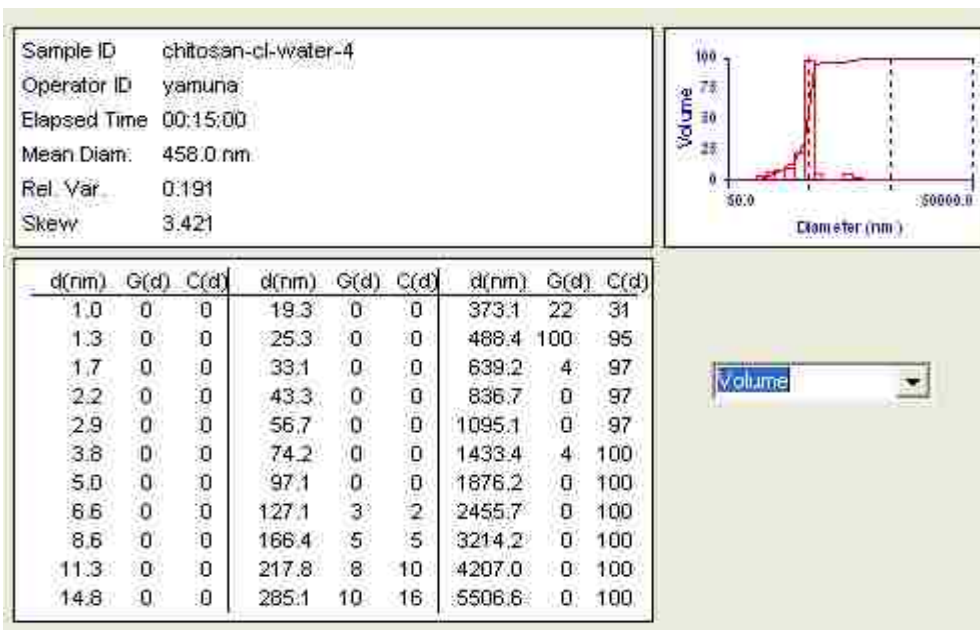 Sample ID chitosan-cl-water-4
Operator ID yamuna
Elapsed Time 00:15:00
Mean Diam. 458.0 nm
Rel. Var. 0.191
Skew 3.421
100
75
50
25
0
Volume
50.0 50000.0
Diameter (nm)
d(nm) G(d) C(d) d(nm) G(d) C(d) d(nm) G(d) C(d)
1.0 0 0 19.3 0 0 373.1 22 31
1.3 0 0 25.3 0 0 488.4 100 95
1.7 0 0 33.1 0 0 639.2 4 97
2.2 0 0 43.3 0 0 836.7 0 97
2.9 0 0 56.7 0 0 1095.1 0 97
3.8 0 0 74.2 0 0 1433.4 4 100
5.0 0 0 97.1 0 0 1876.2 0 100
6.6 0 0 127.1 3 2 2455.7 0 100
8.6 0 0 166.4 5 5 3214.2 0 100
11.3 0 0 217.8 8 10 4207.0 0 100
14.8 0 0 285.1 10 16 5506.6 0 100
Volume